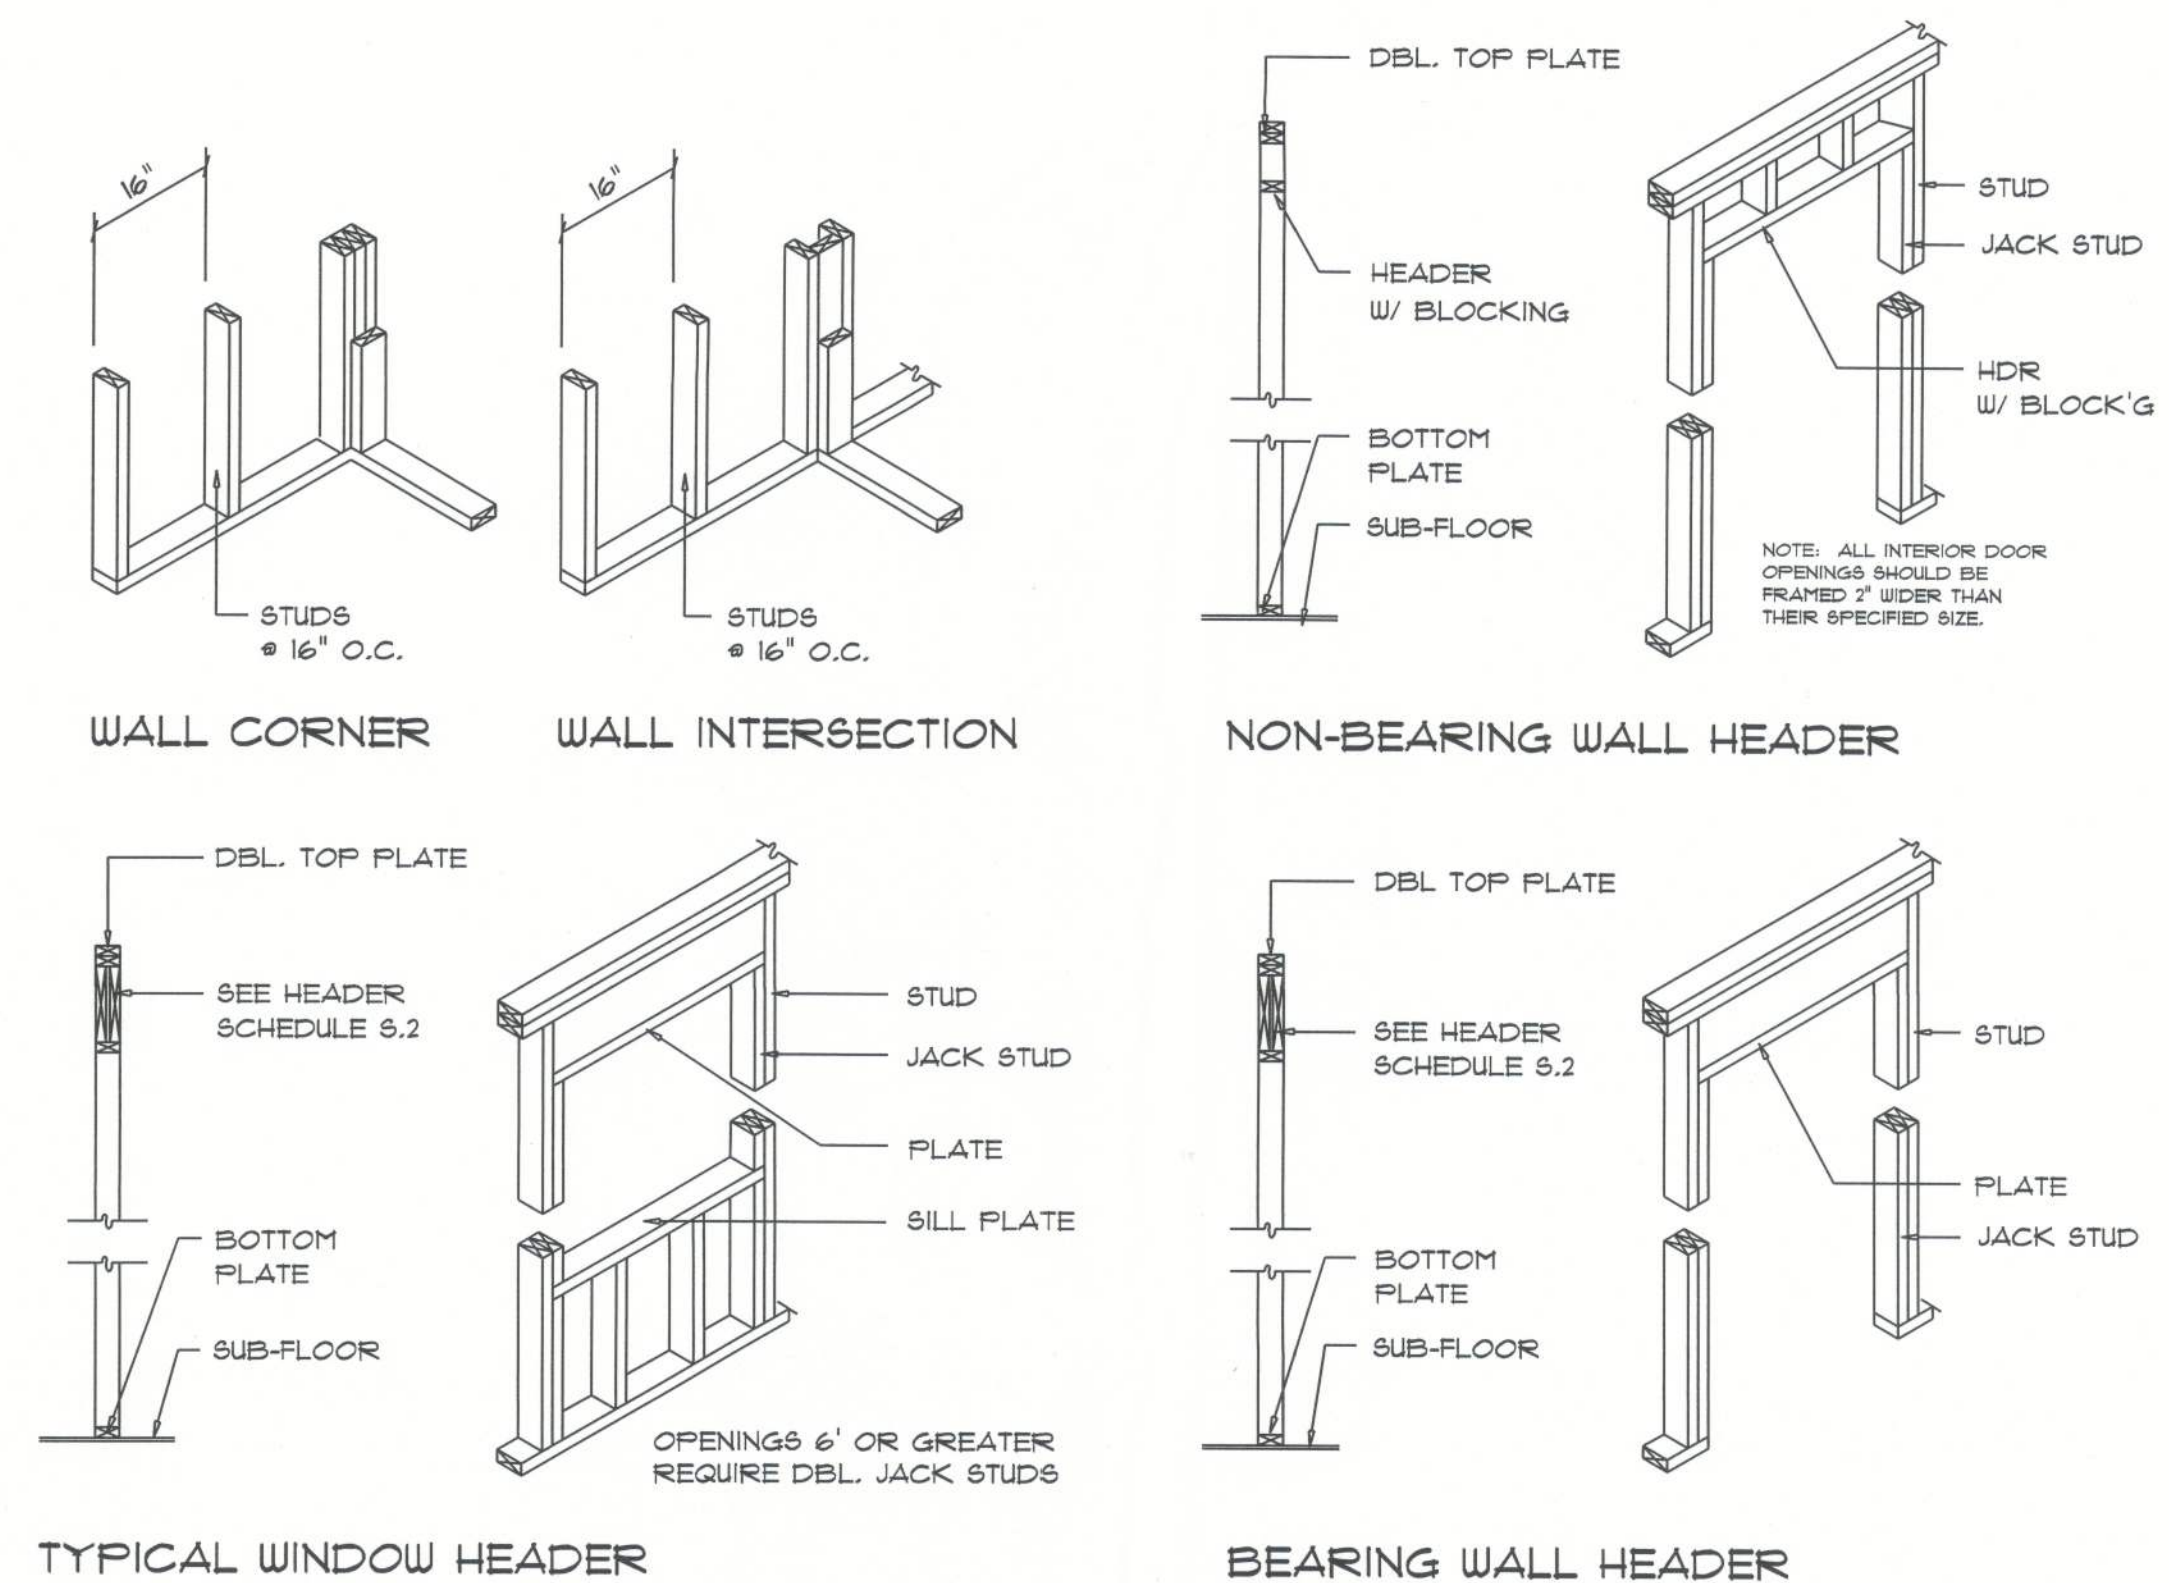 16"
STUDS
@ 16" O.C.
WALL CORNER
16"
STUDS
@ 16" O.C.
WALL INTERSECTION
DBL. TOP PLATE
HEADER
W/ BLOCKING
BOTTOM
PLATE
SUB-FLOOR
STUD
JACK STUD
HDR
W/ BLOCK'G
NOTE: ALL INTERIOR DOOR
OPENINGS SHOULD BE
FRAMED 2" WIDER THAN
THEIR SPECIFIED SIZE.
NON-BEARING WALL HEADER
DBL. TOP PLATE
SEE HEADER
SCHEDULE S.2
BOTTOM
PLATE
SUB-FLOOR
STUD
JACK STUD
PLATE
SILL PLATE
OPENINGS 6' OR GREATER
REQUIRE DBL. JACK STUDS
TYPICAL WINDOW HEADER
DBL TOP PLATE
SEE HEADER
SCHEDULE S.2
BOTTOM
PLATE
SUB-FLOOR
STUD
PLATE
JACK STUD
BEARING WALL HEADER